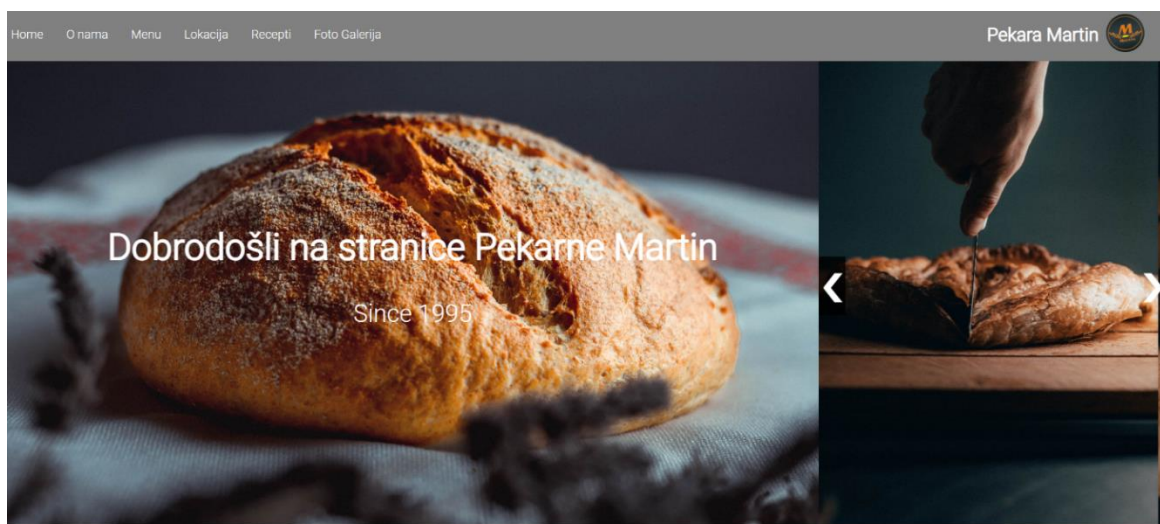 Home O nama Menu Lokacija Recepti Foto Galerija Pekara Martin
M
Dobrodošli na stranice Pekarne Martin
Since 1995